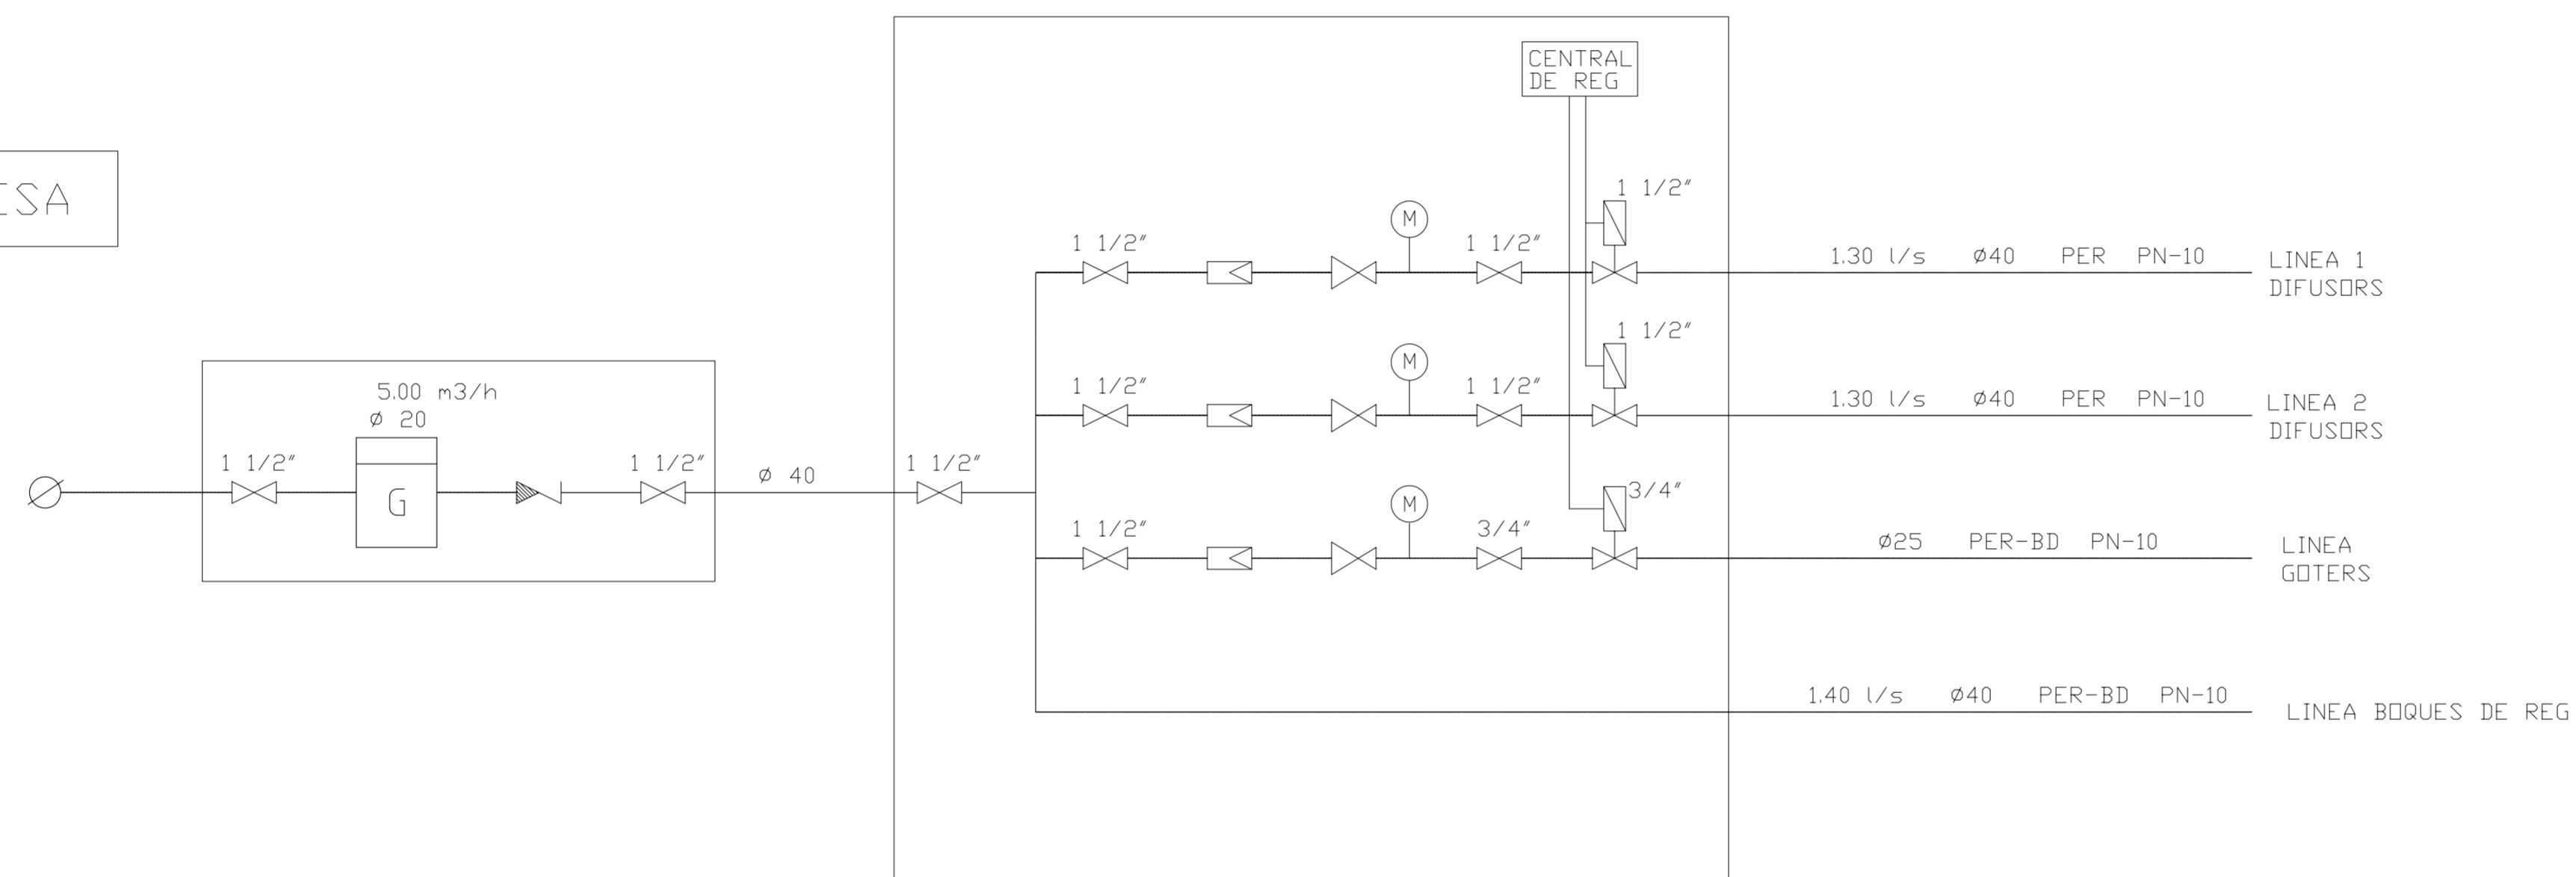 CENTRAL
DE REG
1 1/2"
1 1/2" 1 1/2"
M
1.30 l/s ø40 PER PN-10
LINEA 1
DIFUSORS
1 1/2"
1 1/2" 1 1/2"
M
1.30 l/s ø40 PER PN-10
LINEA 2
DIFUSORS
5.00 m3/h
ø 20
1 1/2"
G
1 1/2"
ø 40
1 1/2"
3/4"
1 1/2" 3/4"
M
ø25 PER-BD PN-10
LINEA
GOTERS
1.40 l/s ø40 PER-BD PN-10
LINEA BOQUES DE REG